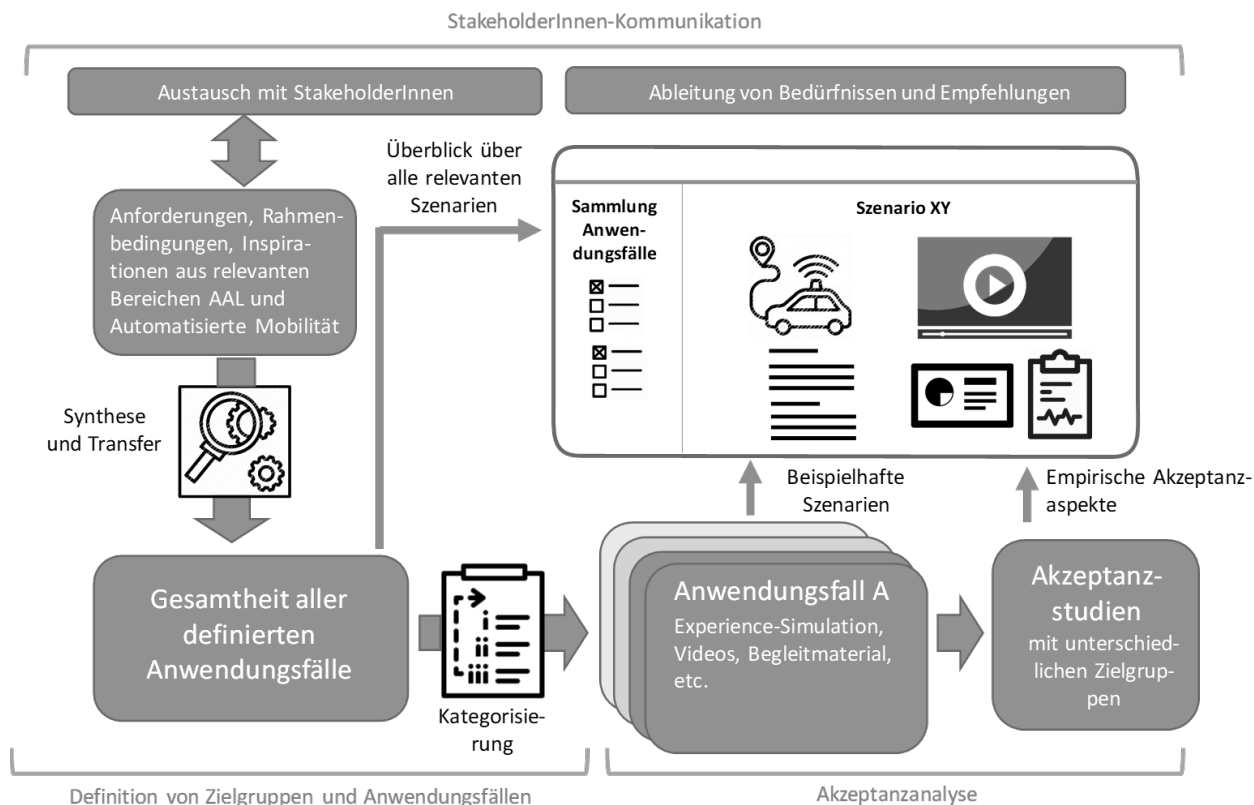 StakeholderInnen-Kommunikation
Austausch mit StakeholderInnen
Ableitung von Bedürfnissen und Empfehlungen
Anforderungen, Rahmen-
bedingungen, Inspira-
tionen aus relevanten
Bereichen AAL und
Automatisierte Mobilität
Überblick über
alle relevanten
Szenarien
Sammlung
Anwen-
dungsfälle
Szenario XY
Synthese
und Transfer
Beispielhafte
Szenarien
Empirische Akzeptanz-
aspekte
Gesamtheit aller
definierten
Anwendungsfälle
i
ii
iii
Kategorisie-
rung
Anwendungsfall A
Experience-Simulation,
Videos, Begleitmaterial,
etc.
Akzeptanz-
studien
mit unterschied-
lichen Zielgrup-
pen
Definition von Zielgruppen und Anwendungsfällen
Akzeptanzanalyse